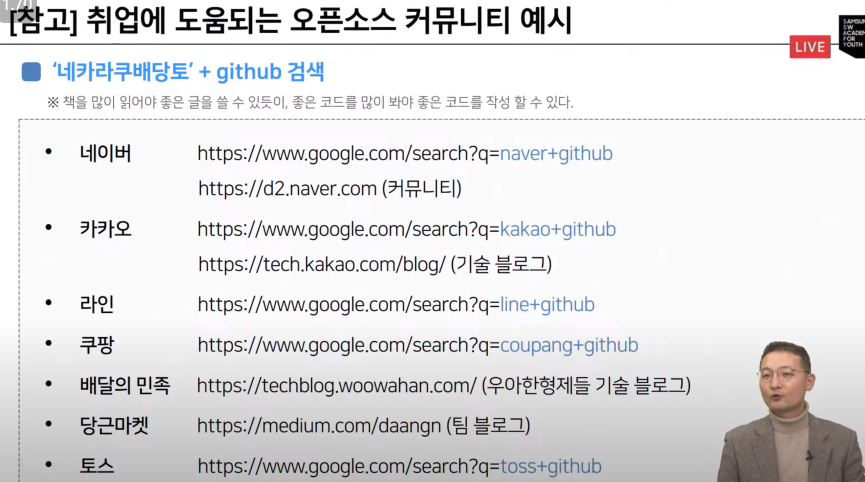 [참고] 취업에 도움되는 오픈소스 커뮤니티 예시
LIVE
SAMSUNG
SW
ACADEMY
FOR
YOUTH
‘네카라쿠배당토’ + github 검색
※ 책을 많이 읽어야 좋은 글을 쓸 수 있듯이, 좋은 코드를 많이 봐야 좋은 코드를 작성 할 수 있다.
• 네이버 https://www.google.com/search?q=naver+github
https://d2.naver.com (커뮤니티)
• 카카오 https://www.google.com/search?q=kakao+github
https://tech.kakao.com/blog/ (기술 블로그)
• 라인 https://www.google.com/search?q=line+github
• 쿠팡 https://www.google.com/search?q=coupang+github
• 배달의 민족 https://techblog.woowahan.com/ (우아한형제들 기술 블로그)
• 당근마켓 https://medium.com/daangn (팀 블로그)
• 토스 https://www.google.com/search?q=toss+github